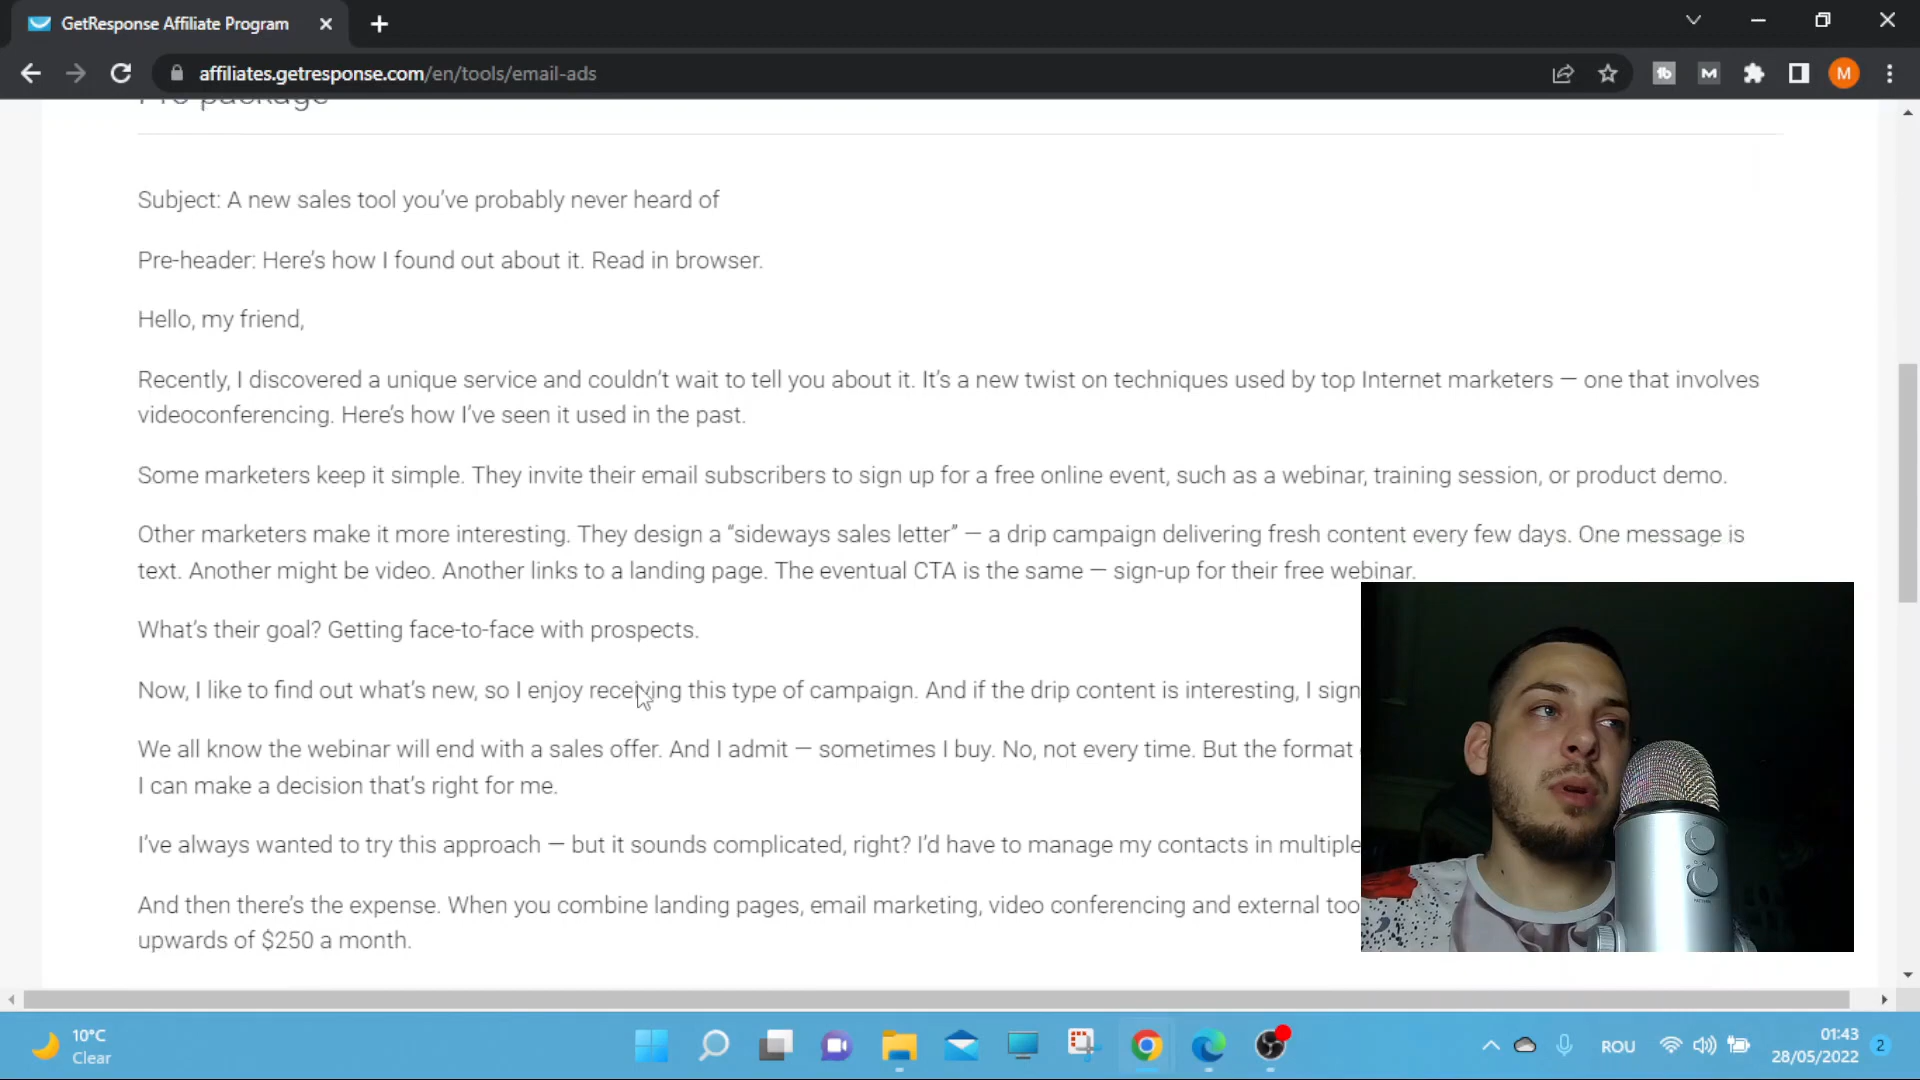 GetResponse Affiliate Program
affiliates.getresponse.com/en/tools/email-ads
M
Pro package
Subject: A new sales tool you've probably never heard of
Pre-header: Here's how I found out about it. Read in browser.
Hello, my friend,
Recently, I discovered a unique service and couldn't wait to tell you about it. It's a new twist on techniques used by top Internet marketers — one that involves
videoconferencing. Here's how I've seen it used in the past.
Some marketers keep it simple. They invite their email subscribers to sign up for a free online event, such as a webinar, training session, or product demo.
Other marketers make it more interesting. They design a “sideways sales letter” — a drip campaign delivering fresh content every few days. One message is
text. Another might be video. Another links to a landing page. The eventual CTA is the same — sign-up for their free webinar.
What's their goal? Getting face-to-face with prospects.
Now, I like to find out what's new, so I enjoy receiving this type of campaign. And if the drip content is interesting, I sign
We all know the webinar will end with a sales offer. And I admit — sometimes I buy. No, not every time. But the format
I can make a decision that's right for me.
I've always wanted to try this approach — but it sounds complicated, right? I'd have to manage my contacts in multiple
And then there's the expense. When you combine landing pages, email marketing, video conferencing and external
upwards of $250 a month.
10°C
Clear
ROU
01:43
28/05/2022
2